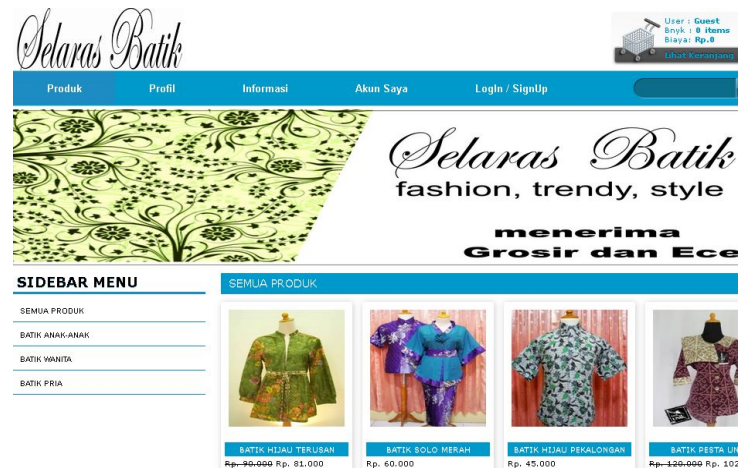 Selaras Batik
User : Guest
Bnyk : 0 items
Biaya: Rp.0
Lihat Keranjang
Produk
Profil
Informasi
Akun Saya
LogIn / SignUp
Selaras Batik
fashion, trendy, style
menerima
Grosir dan Ece
SIDEBAR MENU
SEMUA PRODUK
BATIK ANAK-ANAK
BATIK WANITA
BATIK PRIA
SEMUA PRODUK
BATIK HIJAU TERUSAN
Rp. 90.000 Rp. 81.000
BATIK SOLO MERAH
Rp. 60.000
BATIK HIJAU PEKALONGAN
Rp. 45.000
BATIK PESTA UN
Rp. 120.000 Rp. 102